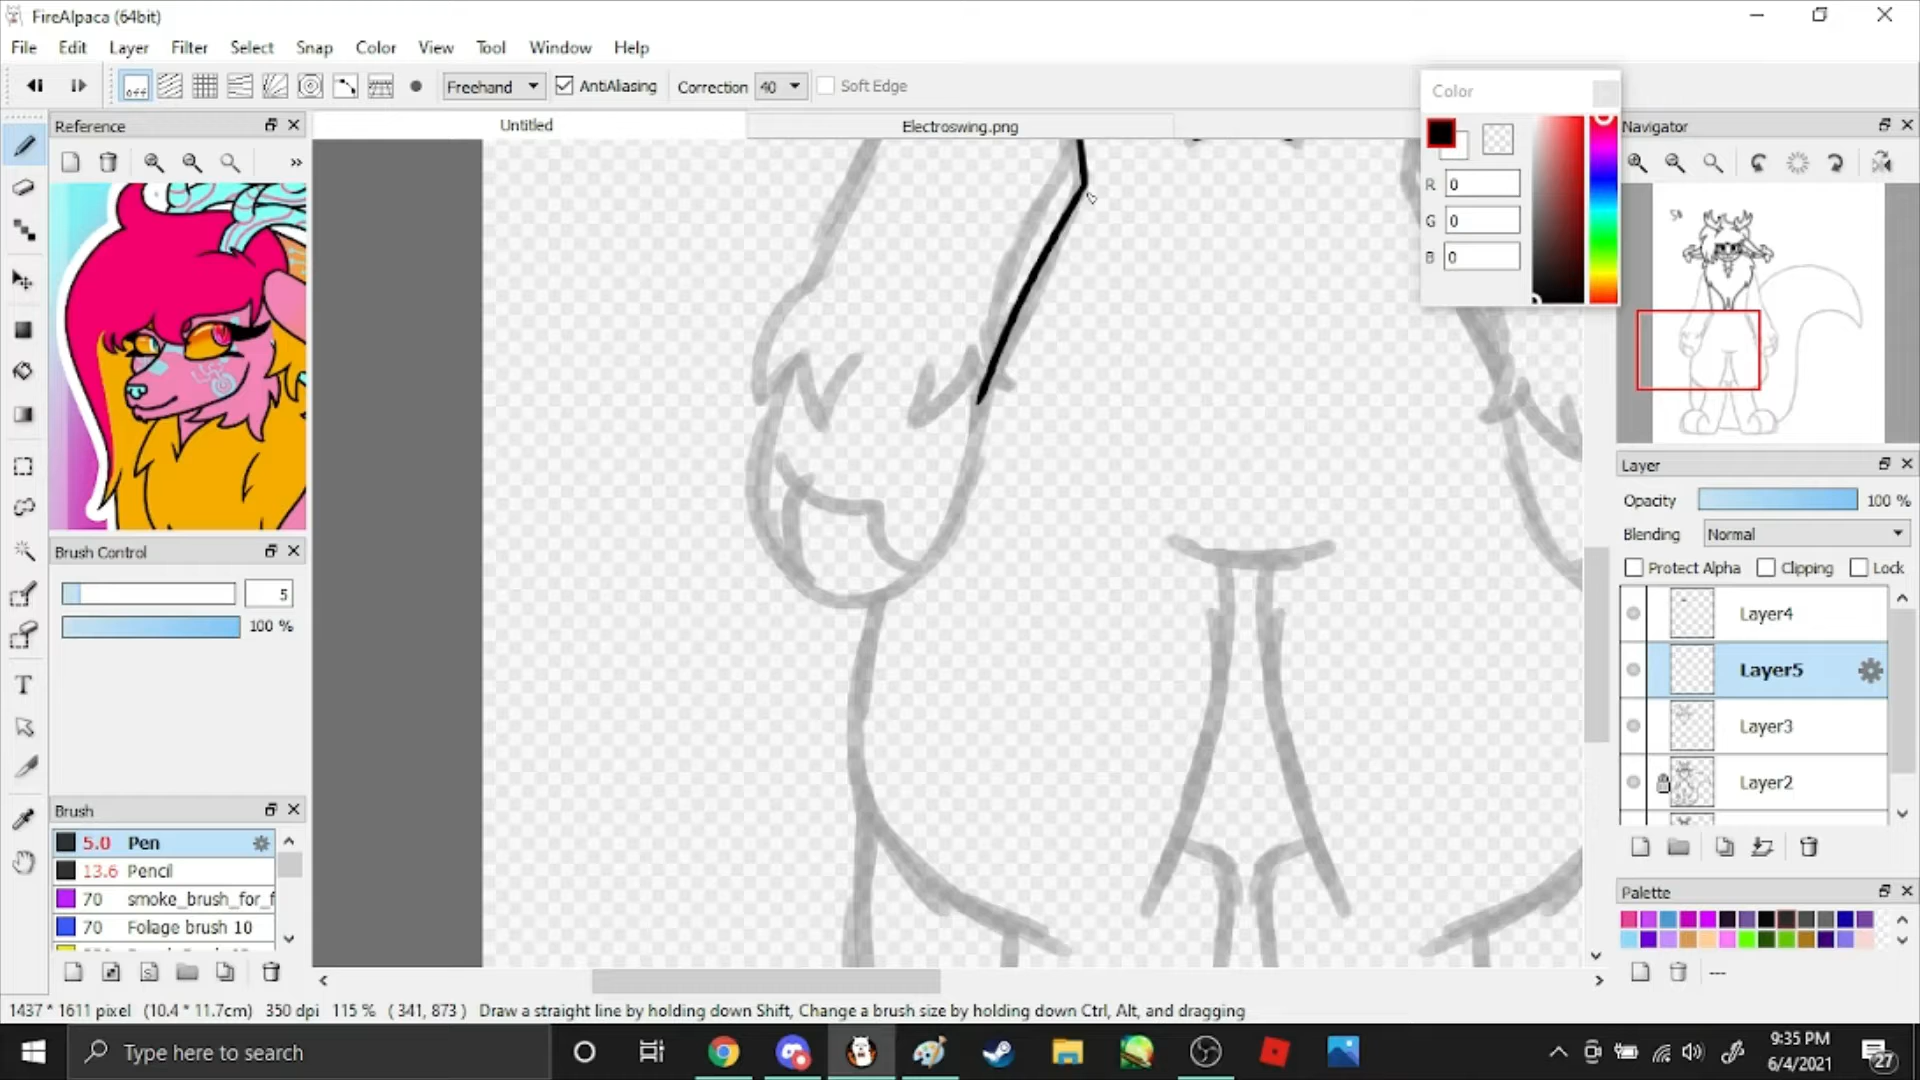 FireAlpaca (64bit)
File Edit Layer Filter Select Snap Color View Tool Window Help
off Freehand AntiAliasing Correction 40 Soft Edge
Color
R 0
G 0
B 0
Reference
Untitled
Electroswing.png
Navigator
Brush Control
5
100 %
Layer
Opacity 100 %
Blending Normal
Protect Alpha Clipping Lock
Layer4
Layer5
Layer3
Layer2
Brush
5.0 Pen
13.6 Pencil
70 smoke_brush_for_f
70 Folage brush 10
Palette
---
1437 * 1611 pixel (10.4 * 11.7cm) 350 dpi 115 % ( 341, 873 ) Draw a straight line by holding down Shift, Change a brush size by holding down Ctrl, Alt, and dragging
Type here to search
9:35 PM
6/4/2021
27